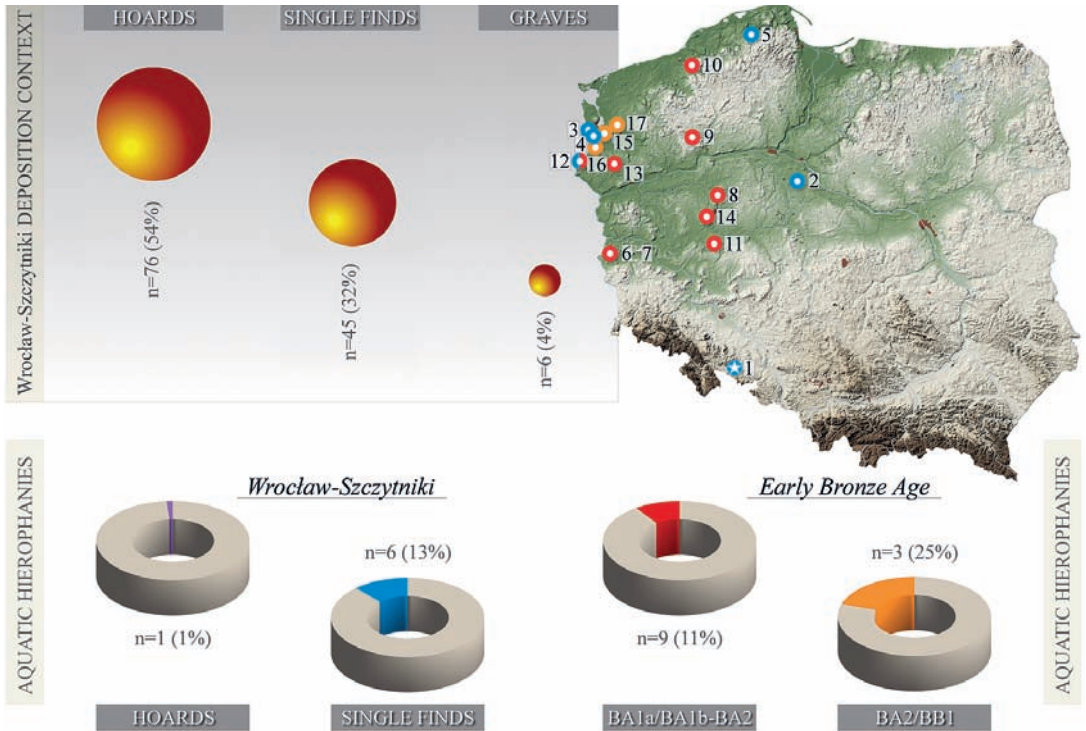 Wrocław-Szczytniki DEPOSITION CONTEXT
HOARDS
SINGLE FINDS
GRAVES
n=76 (54%)
n=45 (32%)
n=6 (4%)
5
10
17
3
15
9
4
12
16
13
2
8
14
11
6 7
1
AQUATIC HIEROPHANIES
Wrocław-Szczytniki
Early Bronze Age
n=6 (13%)
n=3 (25%)
n=1 (1%)
n=9 (11%)
HOARDS
SINGLE FINDS
BA1a/BA1b-BA2
BA2/BB1
AQUATIC HIEROPHANIES